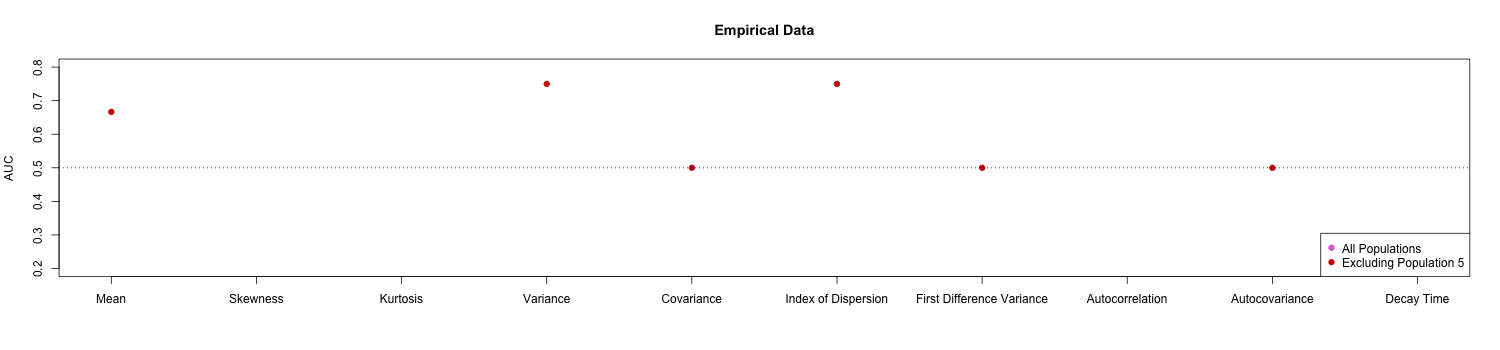 Empirical Data
AUC
0.8
0.7
0.6
0.5
0.4
0.3
0.2
All Populations
Excluding Population 5
Mean Skewness Kurtosis Variance Covariance Index of Dispersion First Difference Variance Autocorrelation Autocovariance Decay Time